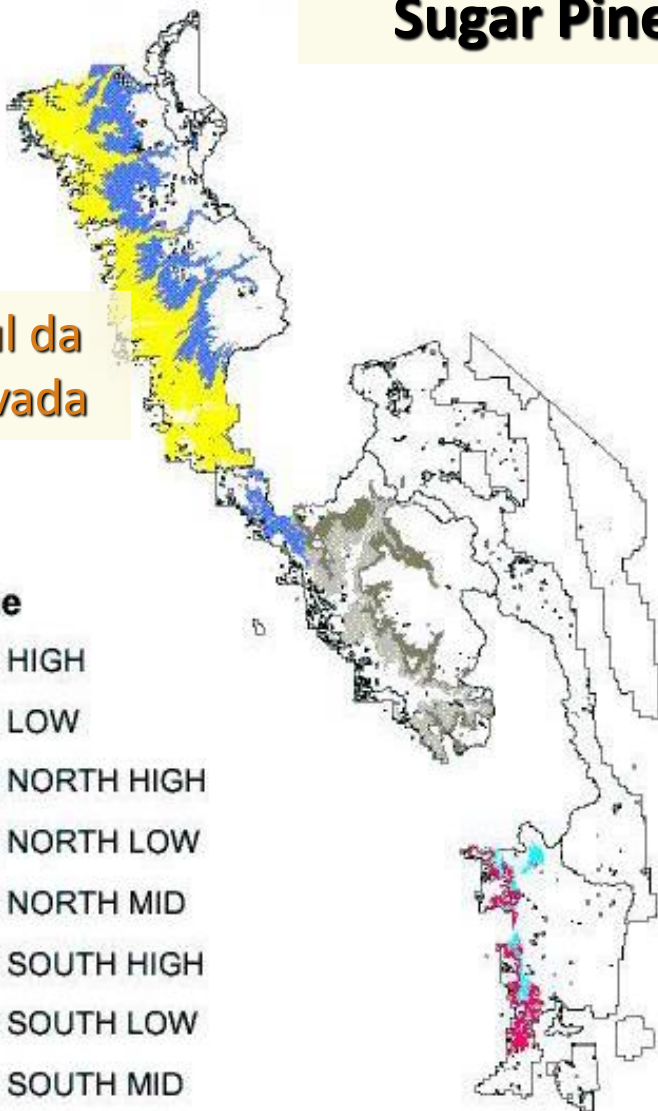 Sugar Pine
l da
vada
e
HIGH
LOW
NORTH HIGH
NORTH LOW
NORTH MID
SOUTH HIGH
SOUTH LOW
SOUTH MID